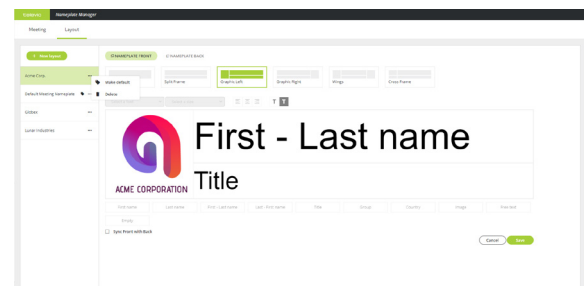 Nameplate Manager
Meeting Layout
+ New layout
NAMEPLATE FRONT NAMEPLATE BACK
Acme Corp.
Make default
Delete
Split Frame Graphic Left Graphic Right Wings Cross Frame
Default Meeting Nameplate
Lunar Industries
First - Last name
Title
ACME CORPORATION
First name Last name First - Last name Last - First name Title Group Country Image Free text
Empty
Sync Front with Back
Cancel Save